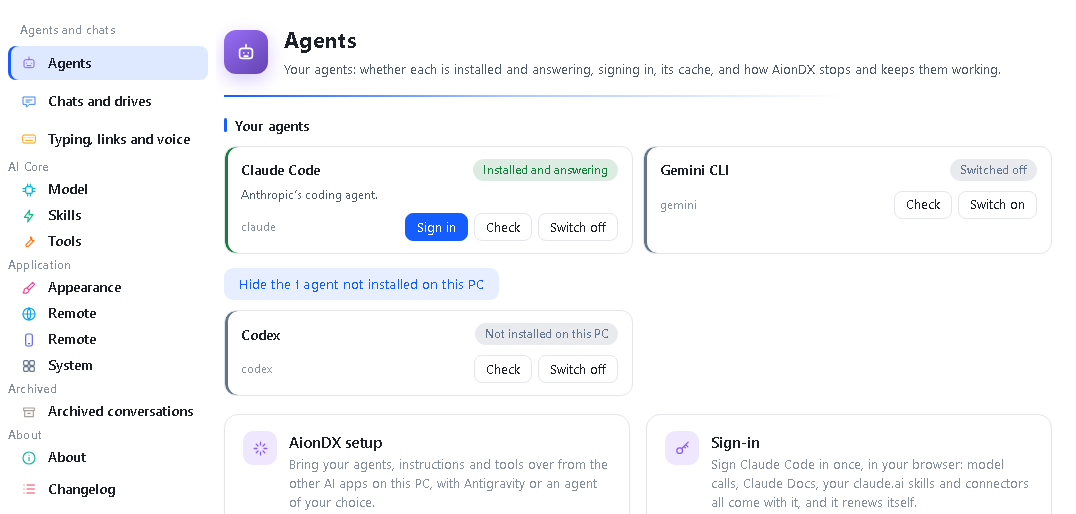 Agents and chats
Agents
Chats and drives
Typing, links and voice
AI Core
Model
Skills
Tools
Application
Appearance
Remote
Remote
System
Archived
Archived conversations
About
About
Changelog
Agents
Your agents: whether each is installed and answering, signing in, its cache, and how AionDX stops and keeps them working.
Your agents
Claude Code
Installed and answering
Anthropic's coding agent.
claude
Sign in
Check
Switch off
Gemini CLI
Switched off
gemini
Check
Switch on
Hide the 1 agent not installed on this PC
Codex
Not installed on this PC
codex
Check
Switch off
AionDX setup
Bring your agents, instructions and tools over from the
other AI apps on this PC, with Antigravity or an agent
of your choice.
Sign-in
Sign Claude Code in once, in your browser: model
calls, Claude Docs, your claude.ai skills and connectors
all come with it, and it renews itself.